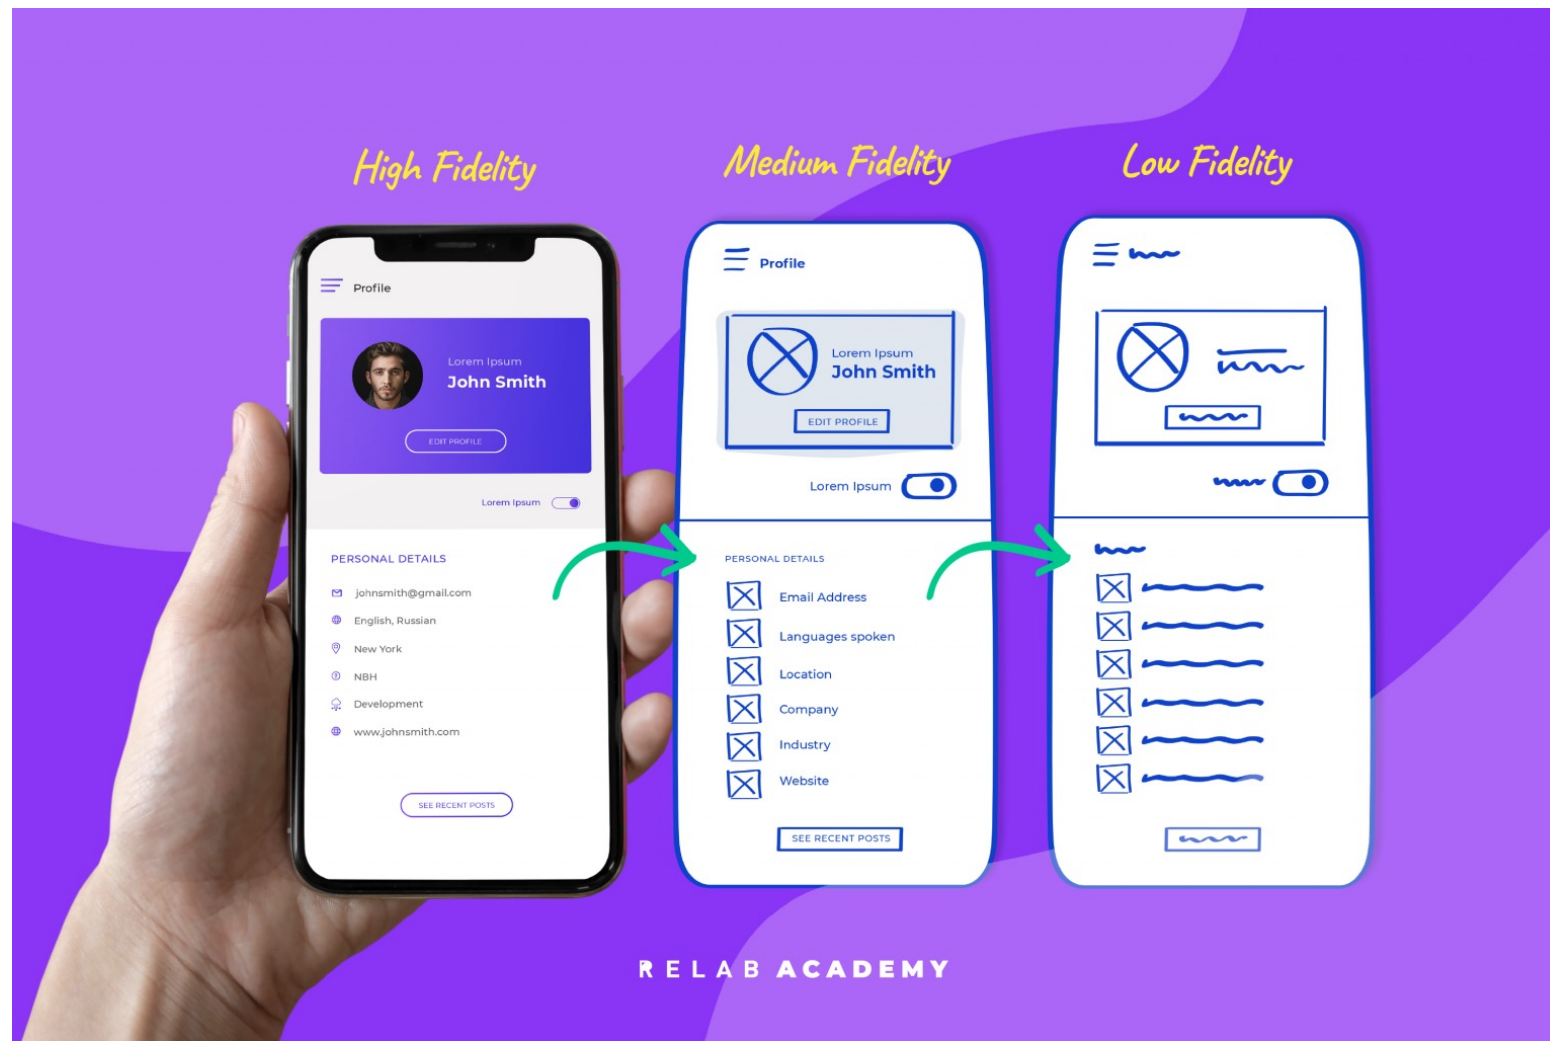 High Fidelity
Medium Fidelity
Low Fidelity
Profile
Lorem Ipsum
John Smith
EDIT PROFILE
Lorem Ipsum
PERSONAL DETAILS
johnsmith@gmail.com
English, Russian
New York
NBH
Development
www.johnsmith.com
SEE RECENT POSTS
Profile
Lorem Ipsum
John Smith
EDIT PROFILE
Lorem Ipsum
PERSONAL DETAILS
Email Address
Languages spoken
Location
Company
Industry
Website
SEE RECENT POSTS
RELAB ACADEMY